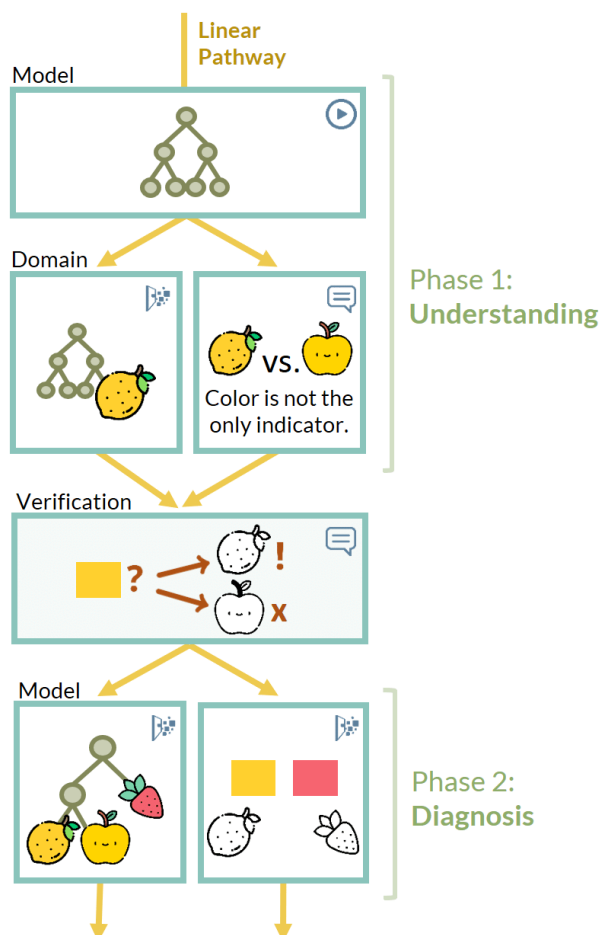 Linear
Pathway
Model
Domain
Phase 1:
Understanding
vs.
Color is not the
only indicator.
Verification
?
!
x
Model
Phase 2:
Diagnosis